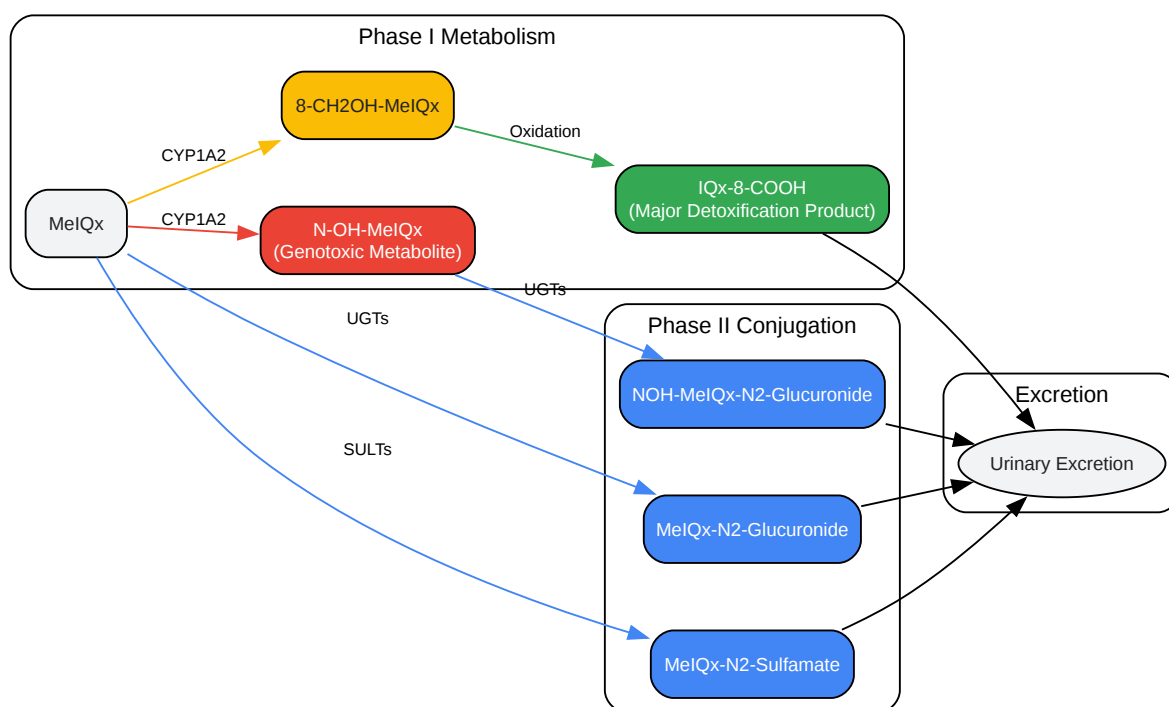 Phase I Metabolism
8-CH2OH-MeIQx
Oxidation
CYP1A2
IQx-8-COOH
(Major Detoxification Product)
MeIQx
CYP1A2
N-OH-MeIQx
(Genotoxic Metabolite)
UGTs
UGTs
Phase II Conjugation
NOH-MeIQx-N2-Glucuronide
Excretion
SULTs
Urinary Excretion
MeIQx-N2-Glucuronide
MeIQx-N2-Sulfamate